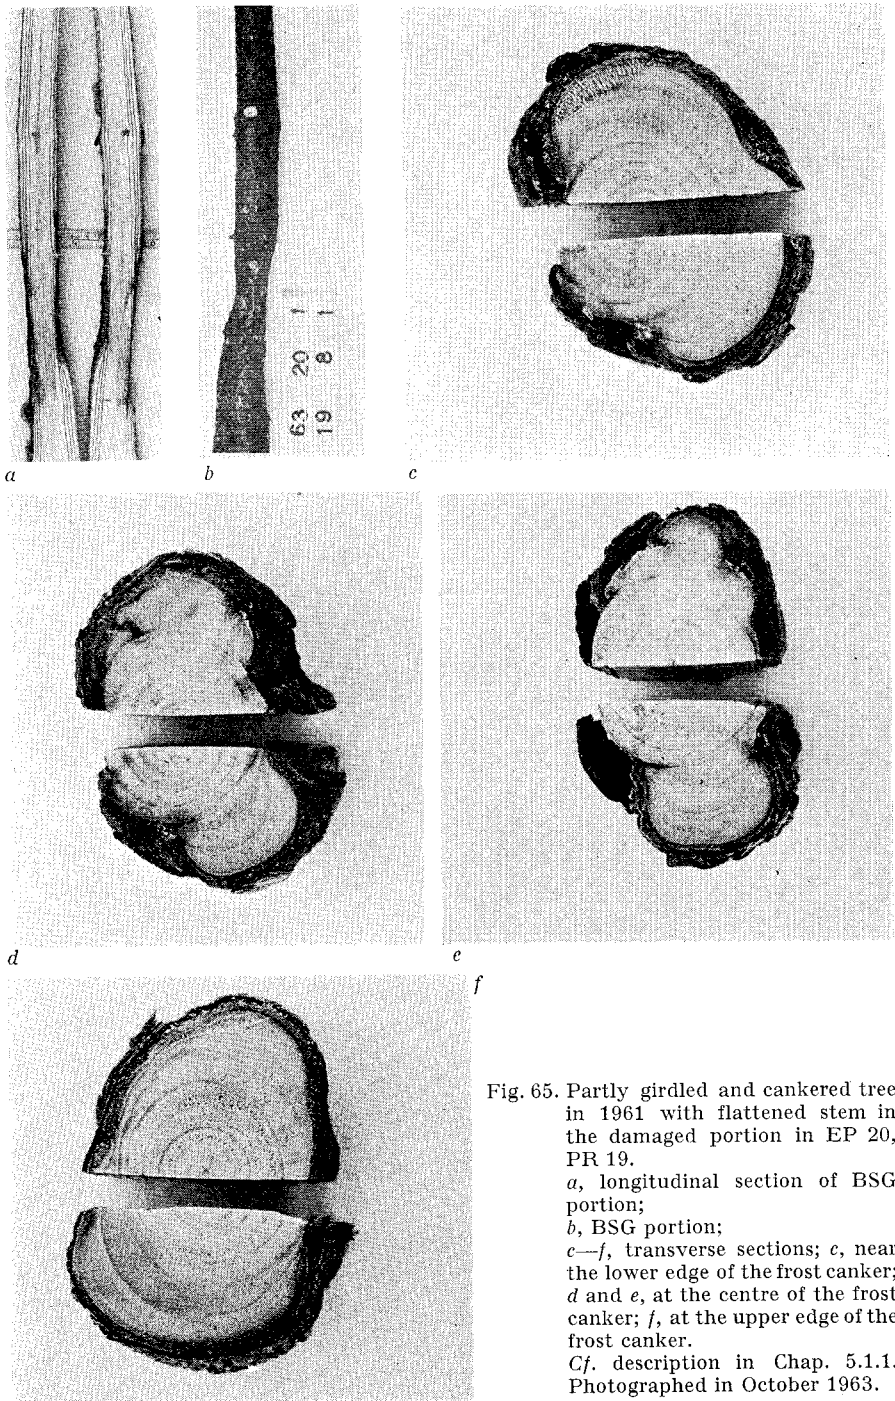 63 20 1
19 8 1
a
b
c
d
e
f
Fig. 65. Partly girdled and cankered tree
in 1961 with flattened stem in
the damaged portion in EP 20,
PR 19.
a, longitudinal section of BSG
portion;
b, BSG portion;
c—f, transverse sections; c, near
the lower edge of the frost canker;
d and e, at the centre of the frost
canker; f, at the upper edge of the
frost canker.
Cf. description in Chap. 5.1.1.
Photographed in October 1963.